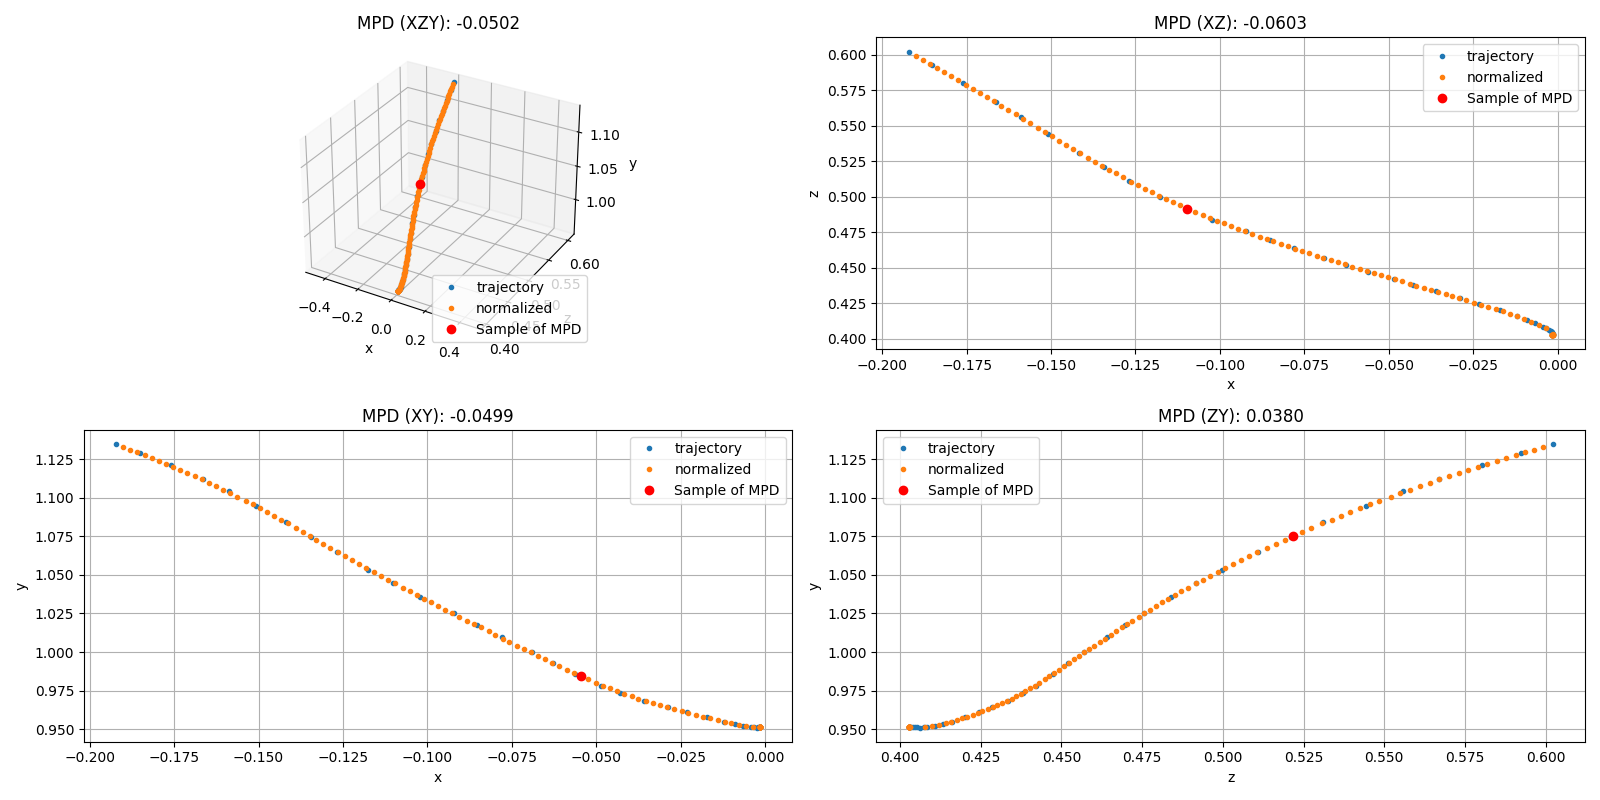 MPD (XZY): -0.0502
1.10
1.05
1.00
y
0.60
0.55
0.50
0.45
0.40
z
−0.4
−0.2
0.0
0.2
0.4
x
trajectory
normalized
Sample of MPD
MPD (XZ): -0.0603
0.600
0.575
0.550
0.525
0.500
0.475
0.450
0.425
0.400
z
−0.200
−0.175
−0.150
−0.125
−0.100
−0.075
−0.050
−0.025
0.000
x
trajectory
normalized
Sample of MPD
MPD (XY): -0.0499
1.125
1.100
1.075
1.050
1.025
1.000
0.975
0.950
y
−0.200
−0.175
−0.150
−0.125
−0.100
−0.075
−0.050
−0.025
0.000
x
trajectory
normalized
Sample of MPD
MPD (ZY): 0.0380
1.125
1.100
1.075
1.050
1.025
1.000
0.975
0.950
y
0.400
0.425
0.450
0.475
0.500
0.525
0.550
0.575
0.600
z
trajectory
normalized
Sample of MPD